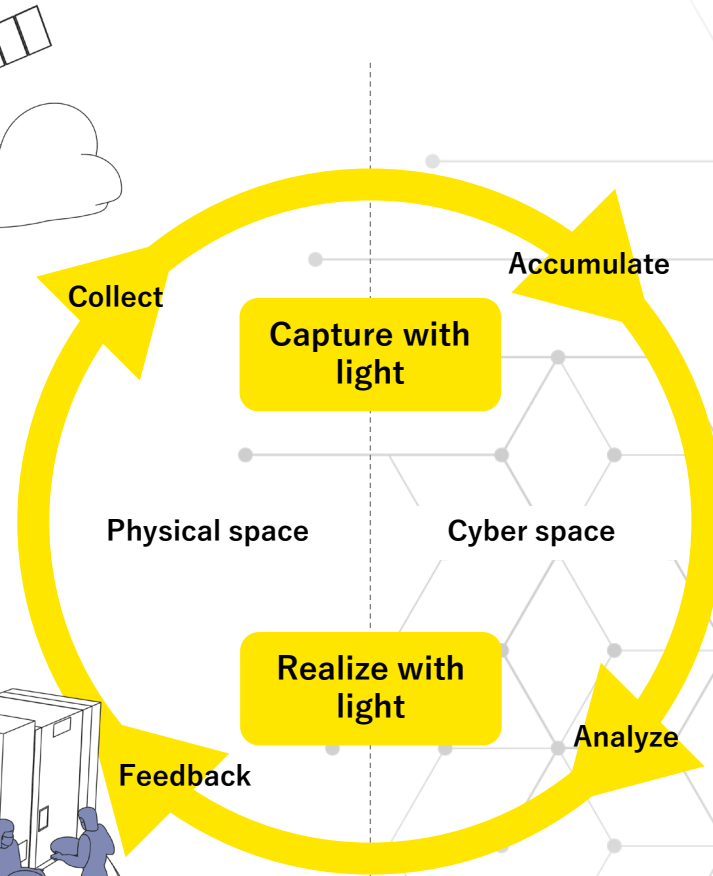 Accumulate
Collect
Capture with
light
Physical space
Cyber space
Realize with
light
Analyze
Feedback